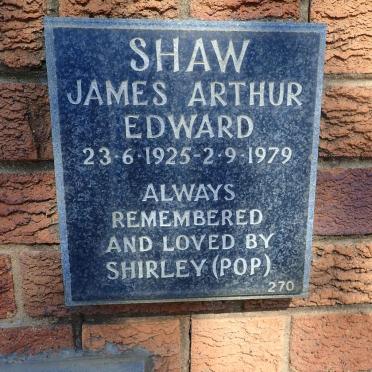 SHAW
JAMES ARTHUR
EDWARD
23·6·1925-2·9·1979
ALWAYS
REMEMBERED
AND LOVED BY
SHIRLEY (POP)
270